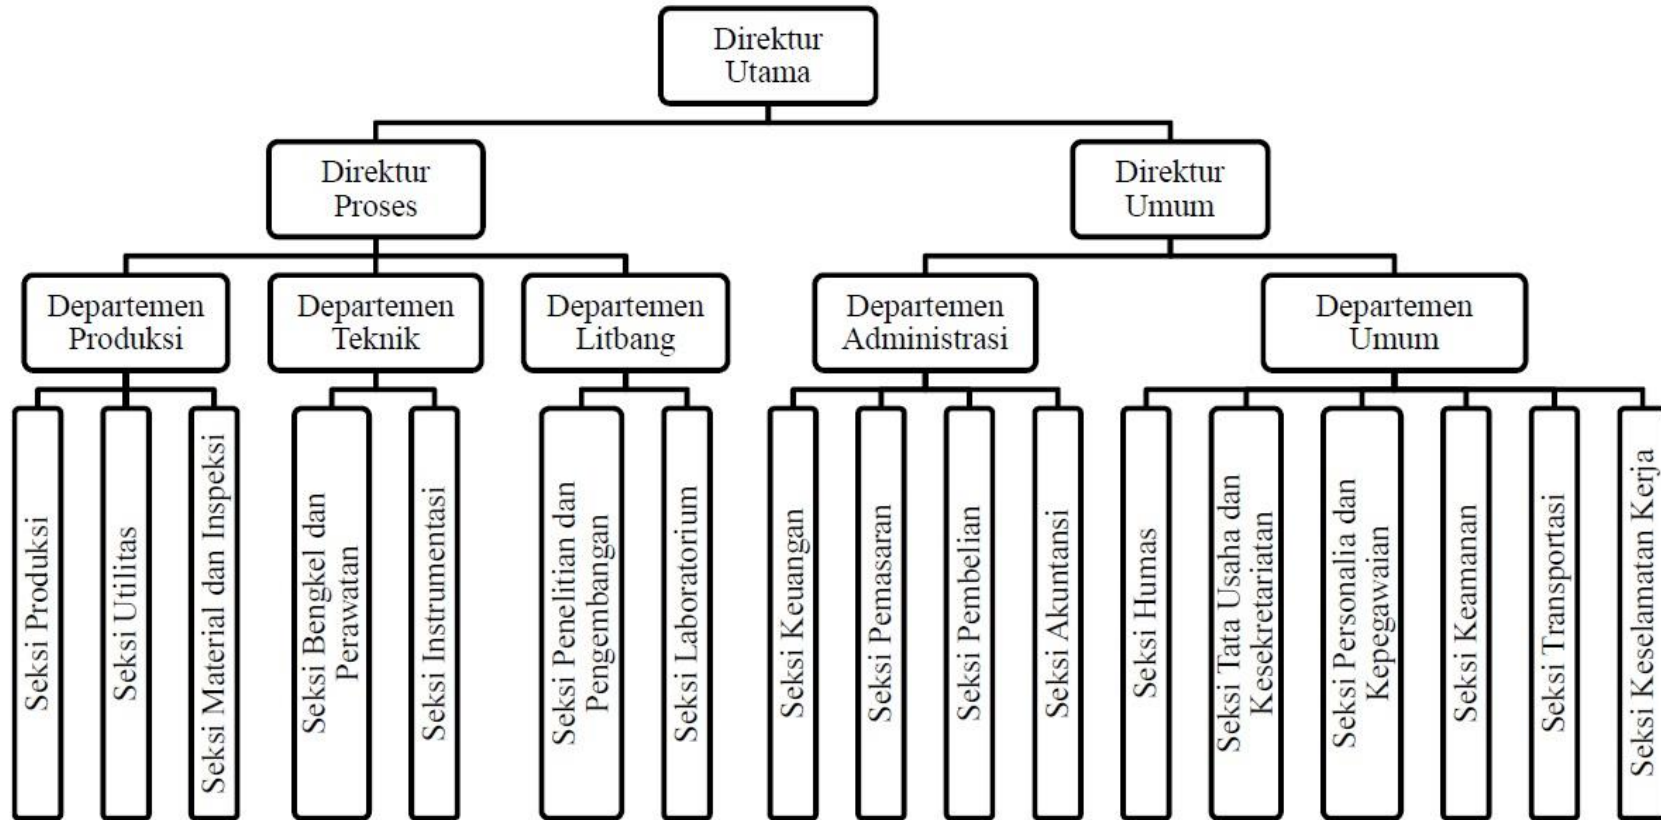 Direktur
Utama
Direktur
Proses
Direktur
Umum
Departemen
Produksi
Departemen
Teknik
Departemen
Litbang
Departemen
Administrasi
Departemen
Umum
Seksi Produksi
Seksi Utilitas
Seksi Material dan Inspeksi
Seksi Bengkel dan
Perawatan
Seksi Instrumentasi
Seksi Penelitian dan
Pengembangan
Seksi Laboratorium
Seksi Keuangan
Seksi Pemasaran
Seksi Pembelian
Seksi Akuntansi
Seksi Humas
Seksi Tata Usaha dan
Kesekretariatan
Seksi Personalia dan
Kepegawaian
Seksi Keamanan
Seksi Transportasi
Seksi Keselamatan Kerja